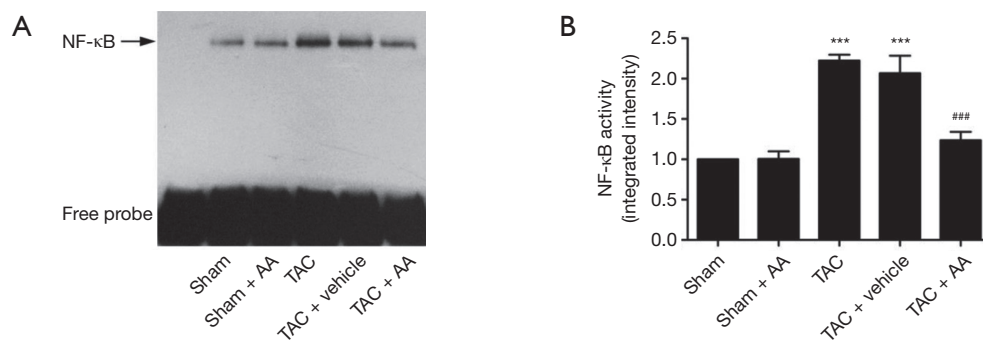 A
NF-κB
Free probe
Sham
Sham + AA
TAC
TAC + vehicle
TAC + AA
B
NF-κB activity
(integrated intensity)
2.5
2.0
1.5
1.0
0.5
0.0
***
***
###
Sham
Sham + AA
TAC
TAC + vehicle
TAC + AA